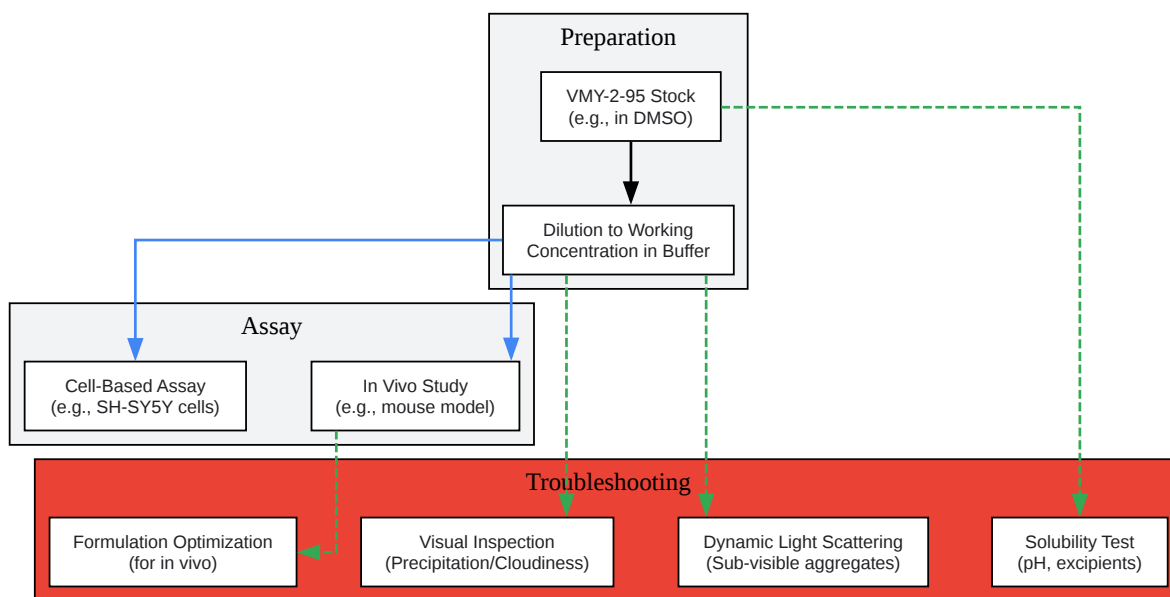 Preparation
VMY-2-95 Stock
(e.g., in DMSO)
Dilution to Working
Concentration in Buffer
Assay
Cell-Based Assay
(e.g., SH-SY5Y cells)
In Vivo Study
(e.g., mouse model)
Troubleshooting
Formulation Optimization
(for in vivo)
Visual Inspection
(Precipitation/Cloudiness)
Dynamic Light Scattering
(Sub-visible aggregates)
Solubility Test
(pH, excipients)